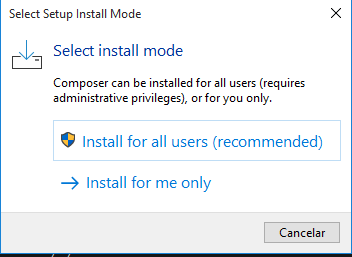 Select Setup Install Mode
Select install mode
Composer can be installed for all users (requires
administrative privileges), or for you only.
Install for all users (recommended)
Install for me only
Cancelar